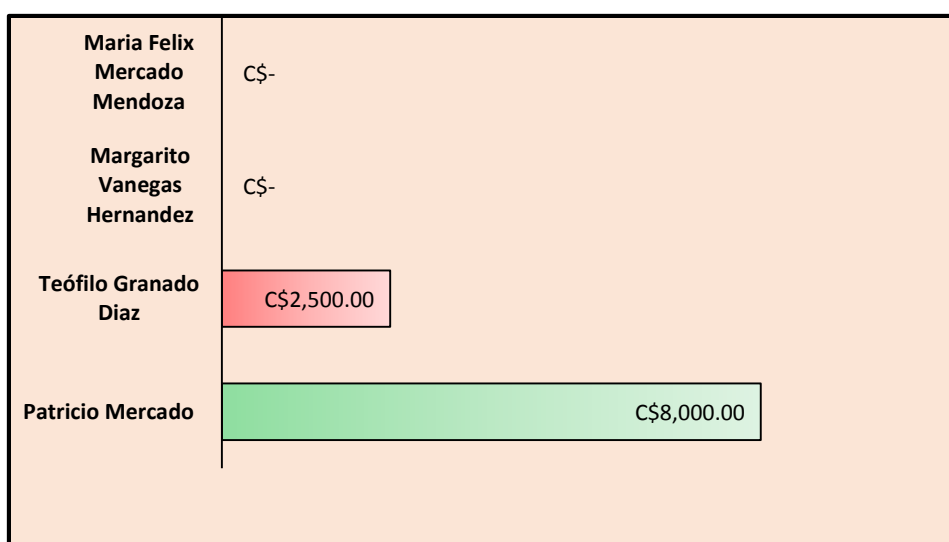 Maria Felix
Mercado
Mendoza
C$-
Margarito
Vanegas
Hernandez
C$-
Teófilo Granado
Diaz
C$2,500.00
Patricio Mercado
C$8,000.00